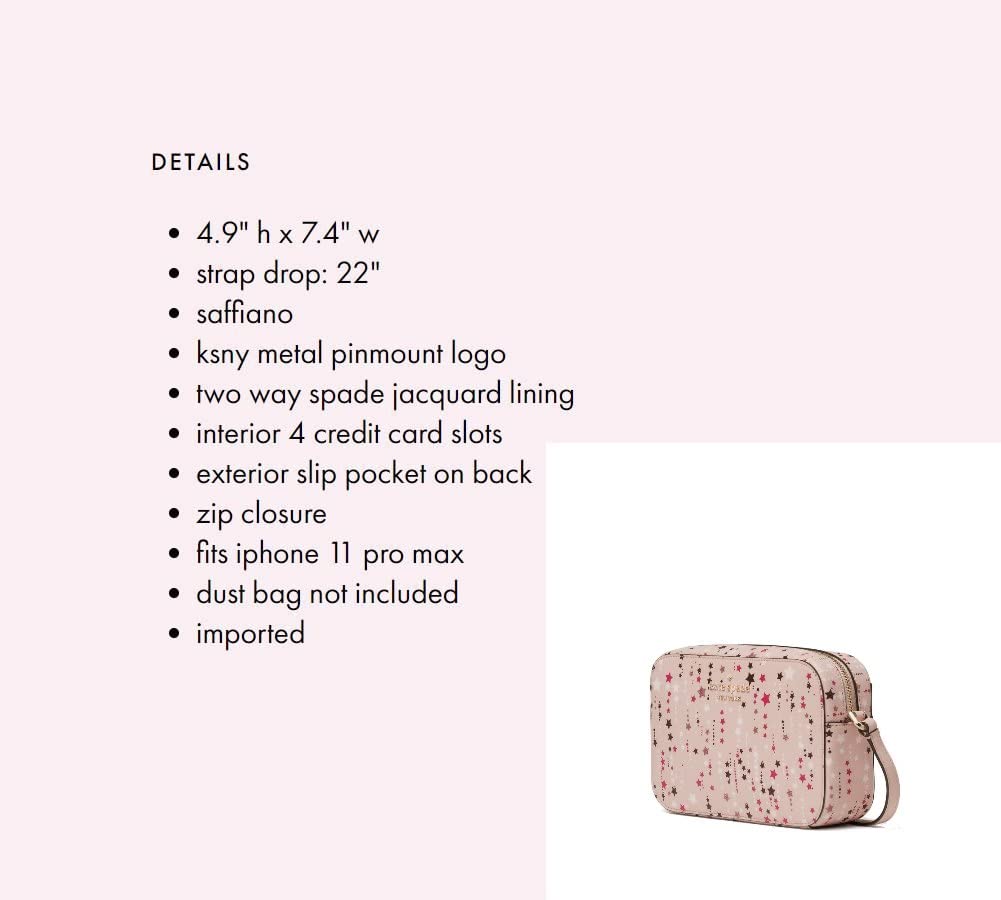 DETAILS
4.9" h x 7.4" w
strap drop: 22"
saffiano
ksny metal pinmount logo
two way spade jacquard lining
interior 4 credit card slots
exterior slip pocket on back
zip closure
fits iphone 11 pro max
dust bag not included
imported
kate spade